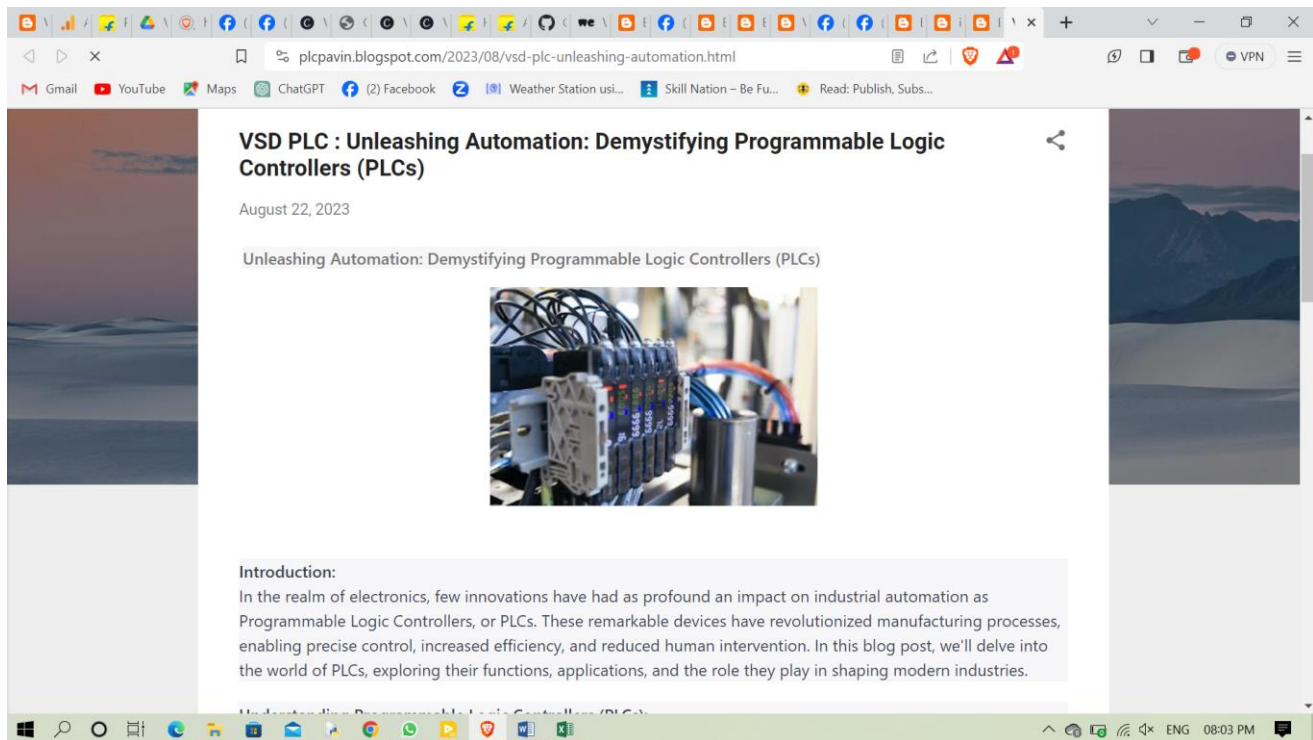 plcpavin.blogspot.com/2023/08/vsd-plc-unleashing-automation.html
VPN
Gmail
YouTube
Maps
ChatGPT
(2) Facebook
Weather Station usi...
Skill Nation – Be Fu...
Read: Publish, Subs...
VSD PLC : Unleashing Automation: Demystifying Programmable Logic
Controllers (PLCs)
August 22, 2023
Unleashing Automation: Demystifying Programmable Logic Controllers (PLCs)
Introduction:
In the realm of electronics, few innovations have had as profound an impact on industrial automation as
Programmable Logic Controllers, or PLCs. These remarkable devices have revolutionized manufacturing processes,
enabling precise control, increased efficiency, and reduced human intervention. In this blog post, we'll delve into
the world of PLCs, exploring their functions, applications, and the role they play in shaping modern industries.
Understanding Programmable Logic Controllers (PLCs):
ENG 08:03 PM